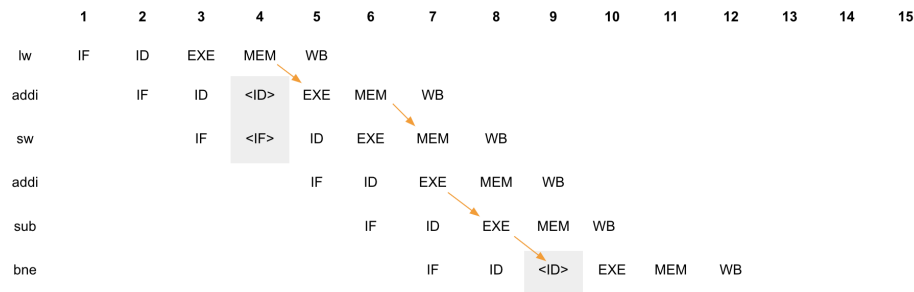 1 2 3 4 5 6 7 8 9 10 11 12 13 14 15
lw IF ID EXE MEM WB
addi IF ID <ID> EXE MEM WB
sw IF <IF> ID EXE MEM WB
addi IF ID EXE MEM WB
sub IF ID EXE MEM WB
bne IF ID <ID> EXE MEM WB